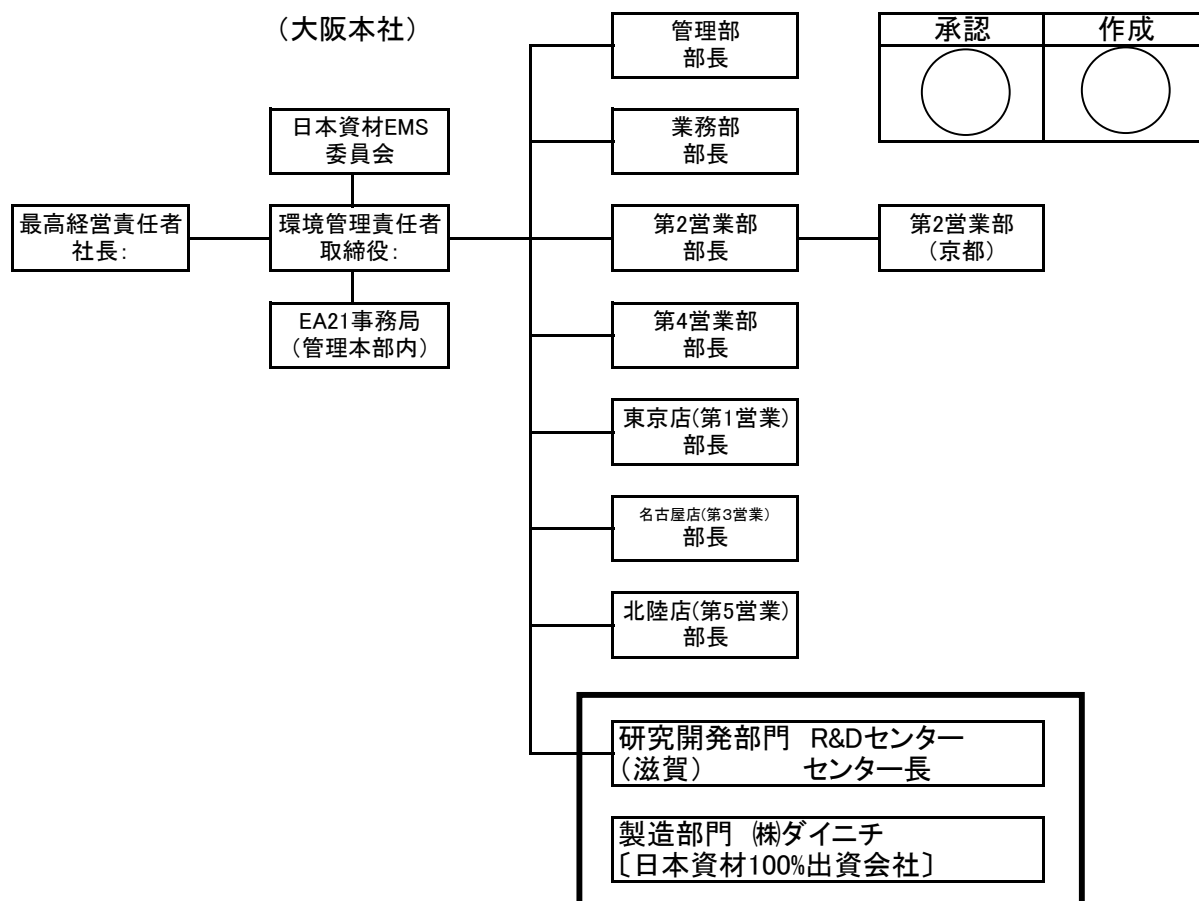 (大阪本社)
管理部
部長
承認
作成
日本資材EMS
委員会
業務部
部長
最高経営責任者
社長:
環境管理責任者
取締役:
第2営業部
部長
第2営業部
(京都)
EA21事務局
(管理本部内)
第4営業部
部長
東京店(第1営業)
部長
名古屋店(第3営業)
部長
北陸店(第5営業)
部長
研究開発部門 R&Dセンター
(滋賀) センター長
製造部門 ㈱ダイニチ
〔日本資材100%出資会社〕